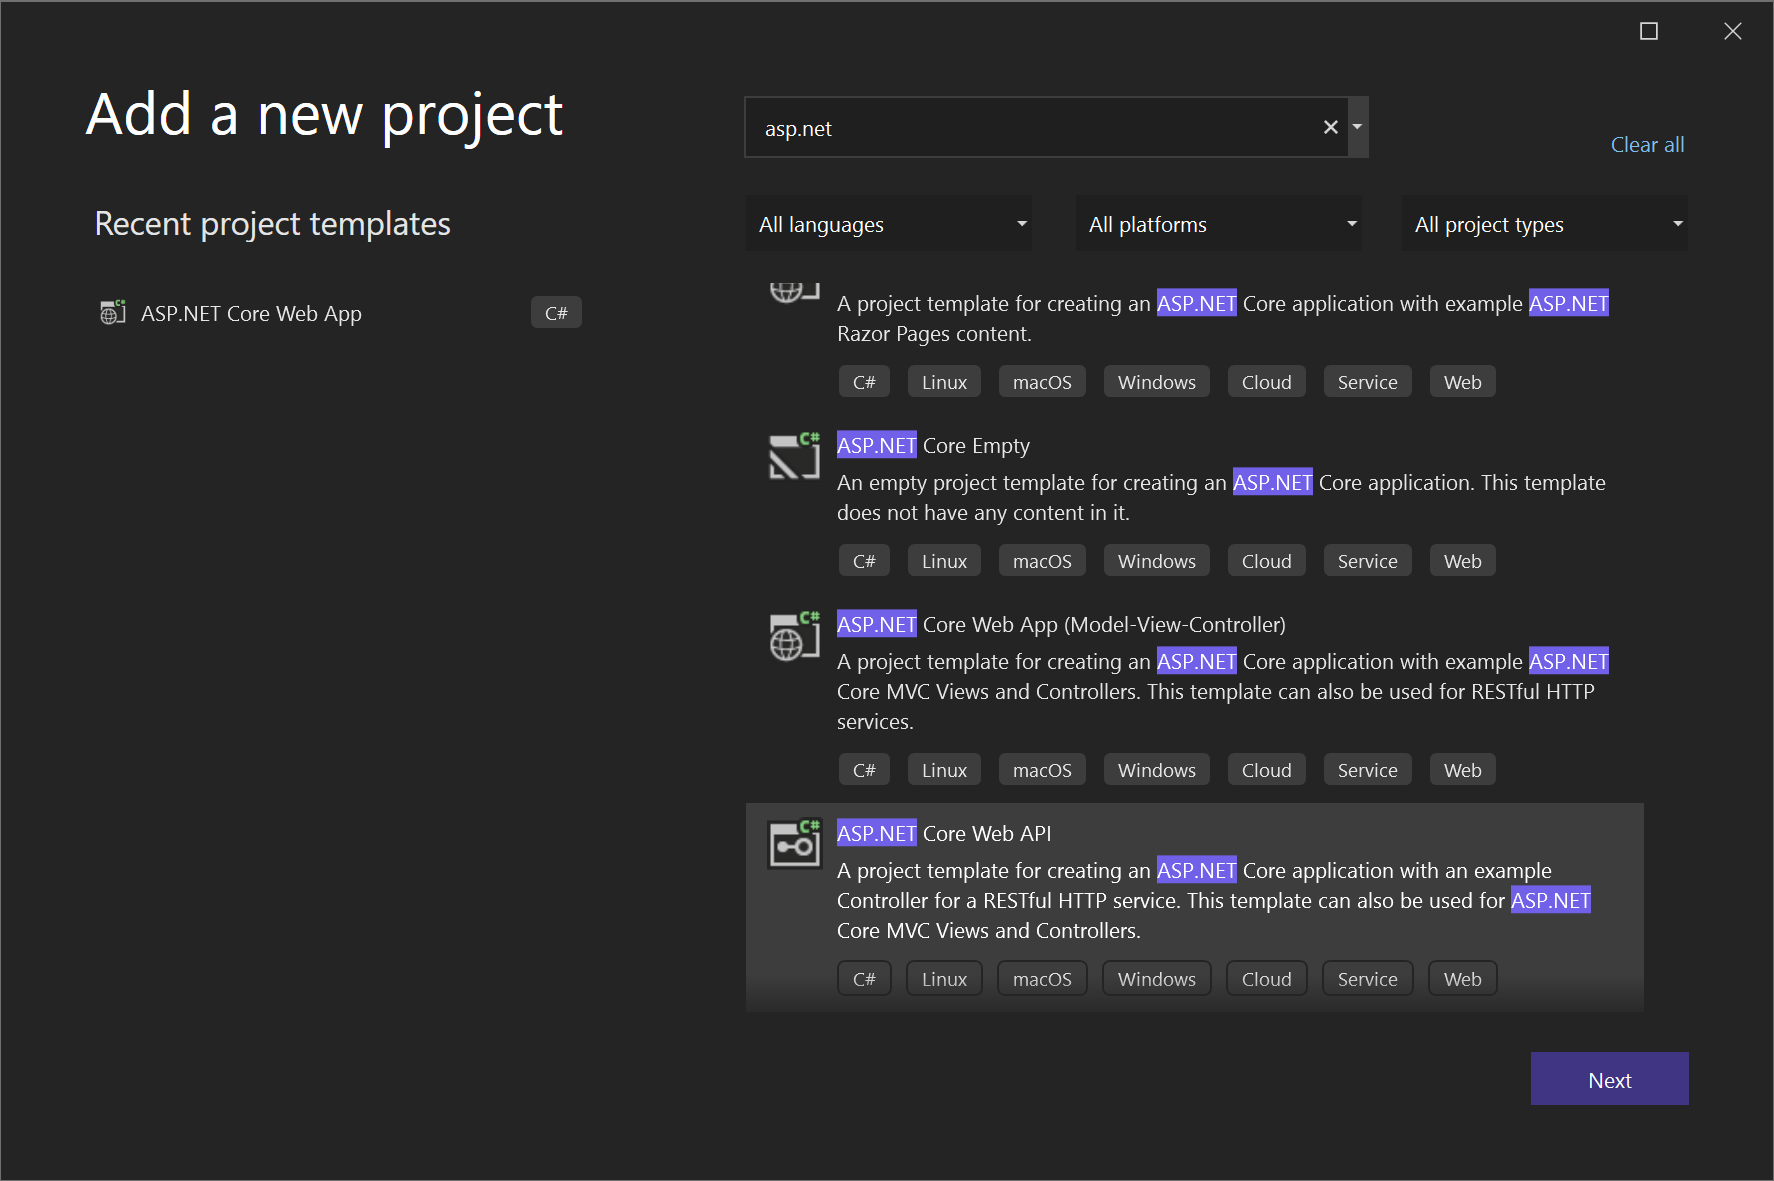 Add a new project
asp.net
Clear all
Recent project templates
All languages
All platforms
All project types
C#
ASP.NET Core Web App
C#
A project template for creating an ASP.NET Core application with example ASP.NET
Razor Pages content.
C# Linux macOS Windows Cloud Service Web
C#
ASP.NET Core Empty
An empty project template for creating an ASP.NET Core application. This template
does not have any content in it.
C# Linux macOS Windows Cloud Service Web
C#
ASP.NET Core Web App (Model-View-Controller)
A project template for creating an ASP.NET Core application with example ASP.NET
Core MVC Views and Controllers. This template can also be used for RESTful HTTP
services.
C# Linux macOS Windows Cloud Service Web
C#
ASP.NET Core Web API
A project template for creating an ASP.NET Core application with an example
Controller for a RESTful HTTP service. This template can also be used for ASP.NET
Core MVC Views and Controllers.
C# Linux macOS Windows Cloud Service Web
Next